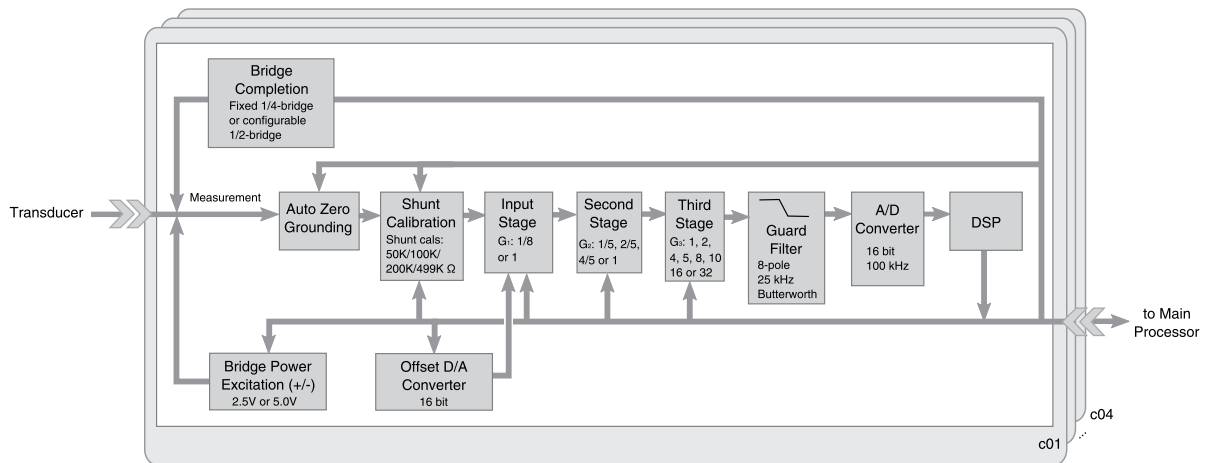 Bridge
Completion
Fixed 1/4-bridge
or configurable
1/2-bridge
Transducer
Measurement
Auto Zero
Grounding
Shunt
Calibration
Shunt cals:
50K/100K/
200K/499K Ω
Input
Stage
G₁: 1/8
or 1
Second
Stage
G₂: 1/5, 2/5,
4/5 or 1
Third
Stage
G₃: 1, 2,
4, 5, 8, 10
16 or 32
Guard
Filter
8-pole
25 kHz
Butterworth
A/D
Converter
16 bit
100 kHz
DSP
to Main
Processor
Bridge Power
Excitation (+/-)
2.5V or 5.0V
Offset D/A
Converter
16 bit
c04
...
c01